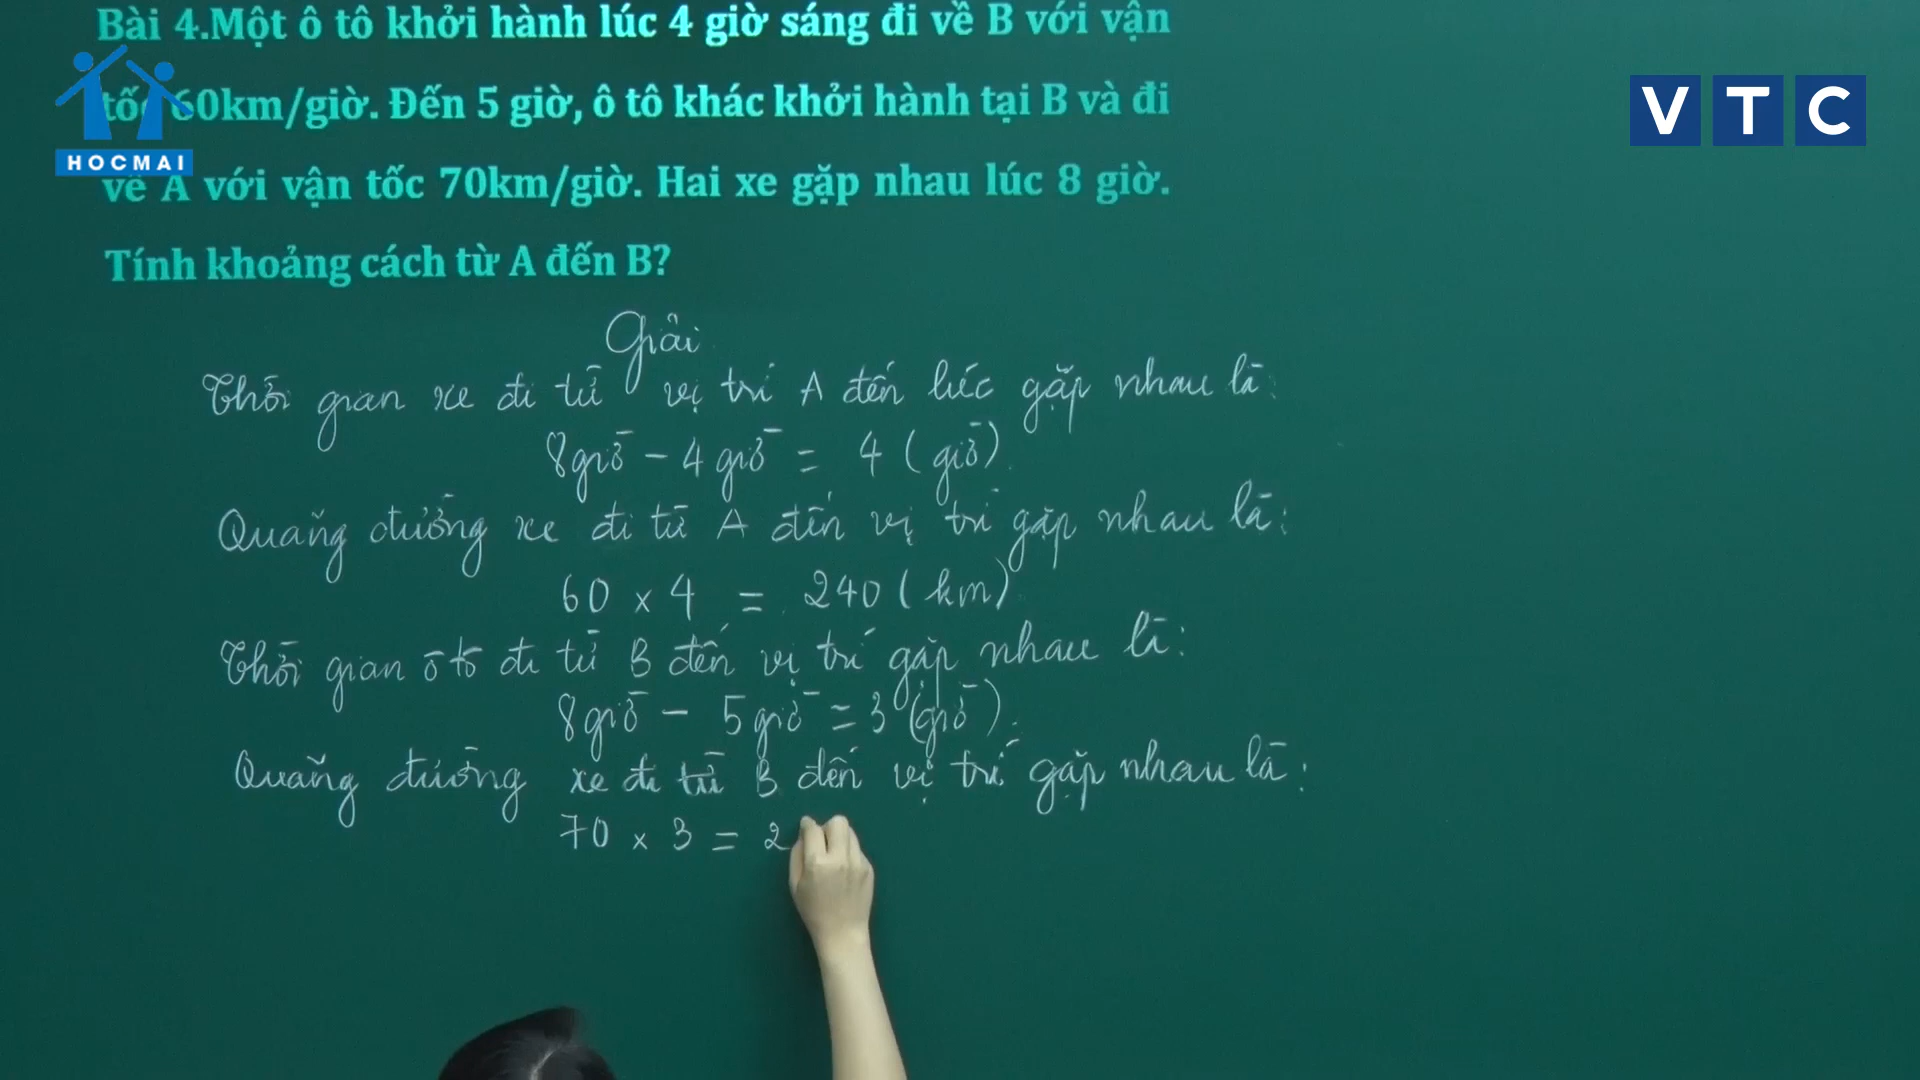 Bài 4.Một ô tô khởi hành lúc 4 giờ sáng đi về B với vận
tốc 60km/giờ. Đến 5 giờ, ô tô khác khởi hành tại B và đi
về A với vận tốc 70km/giờ. Hai xe gặp nhau lúc 8 giờ.
Tính khoảng cách từ A đến B?
HOCMAI
VTC
Giải
Thời gian xe đi từ vị trí A đến lúc gặp nhau là:
8giờ - 4 giờ = 4 (giờ).
Quãng đường xe đi từ A đến vị trí gặp nhau là:
60 x 4 = 240 (km)
Thời gian ô tô đi từ B đến vị trí gặp nhau là:
8giờ - 5 giờ = 3 (giờ).
Quãng đường xe đi từ B đến vị trí gặp nhau là:
70 x 3 = 2